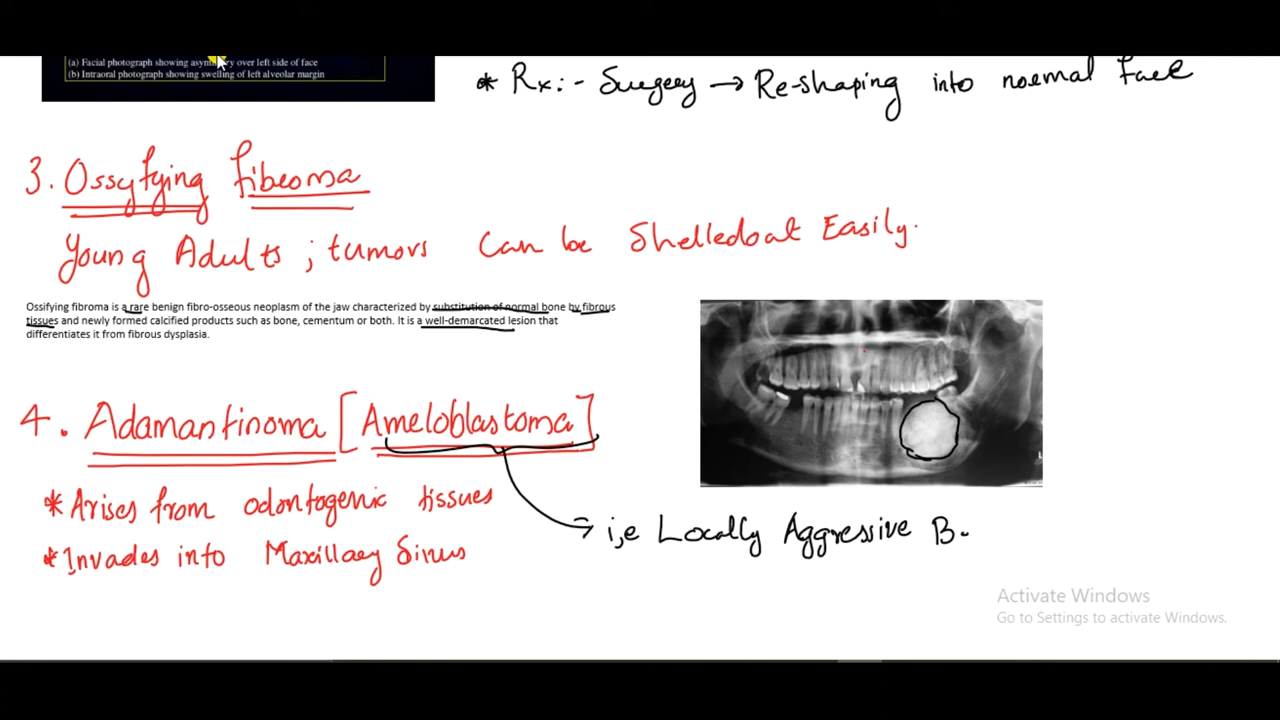 (a) Facial photograph showing asymmetry over left side of face
(b) Intraoral photograph showing swelling of left alveolar margin
* Rx:- Surgery → Re-shaping into normal Face
3. Ossyfying Fibroma
Young Adults ; tumors Can be Shelledoat Easily.
Ossifying fibroma is a rare benign fibro-osseous neoplasm of the jaw characterized by substitution of normal bone by fibrous
tissues and newly formed calcified products such as bone, cementum or both. It is a well-demarcated lesion that
differentiates it from fibrous dysplasia.
4. Adamantinoma [Ameloblastoma]
* Arises from odontogenic tissues
* Invades into Maxillary Sinus
i,e Locally Aggressive B.
Activate Windows
Go to Settings to activate Windows.